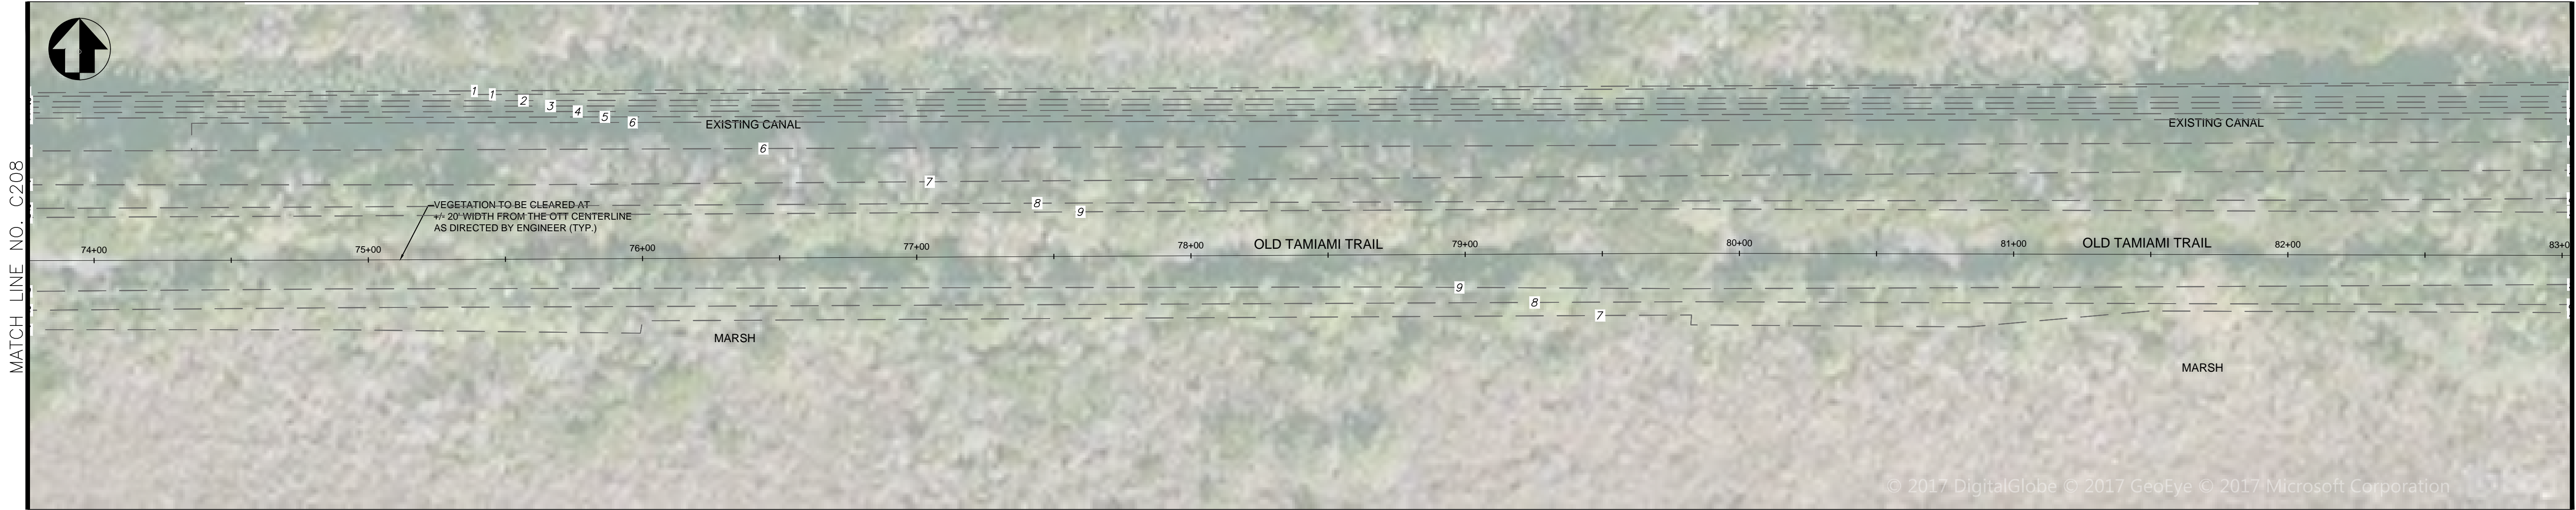 MATCH LINE NO. C208
1 1 2 3 4 5 6
EXISTING CANAL
EXISTING CANAL
6
7
8
9
VEGETATION TO BE CLEARED AT
+/- 20' WIDTH FROM THE OTT CENTERLINE
AS DIRECTED BY ENGINEER (TYP.)
74+00 75+00 76+00 77+00 78+00 OLD TAMIAMI TRAIL 79+00 80+00 81+00 OLD TAMIAMI TRAIL 82+00 83+0
9
8
7
MARSH
MARSH
© 2017 DigitalGlobe © 2017 GeoEye © 2017 Microsoft Corporation